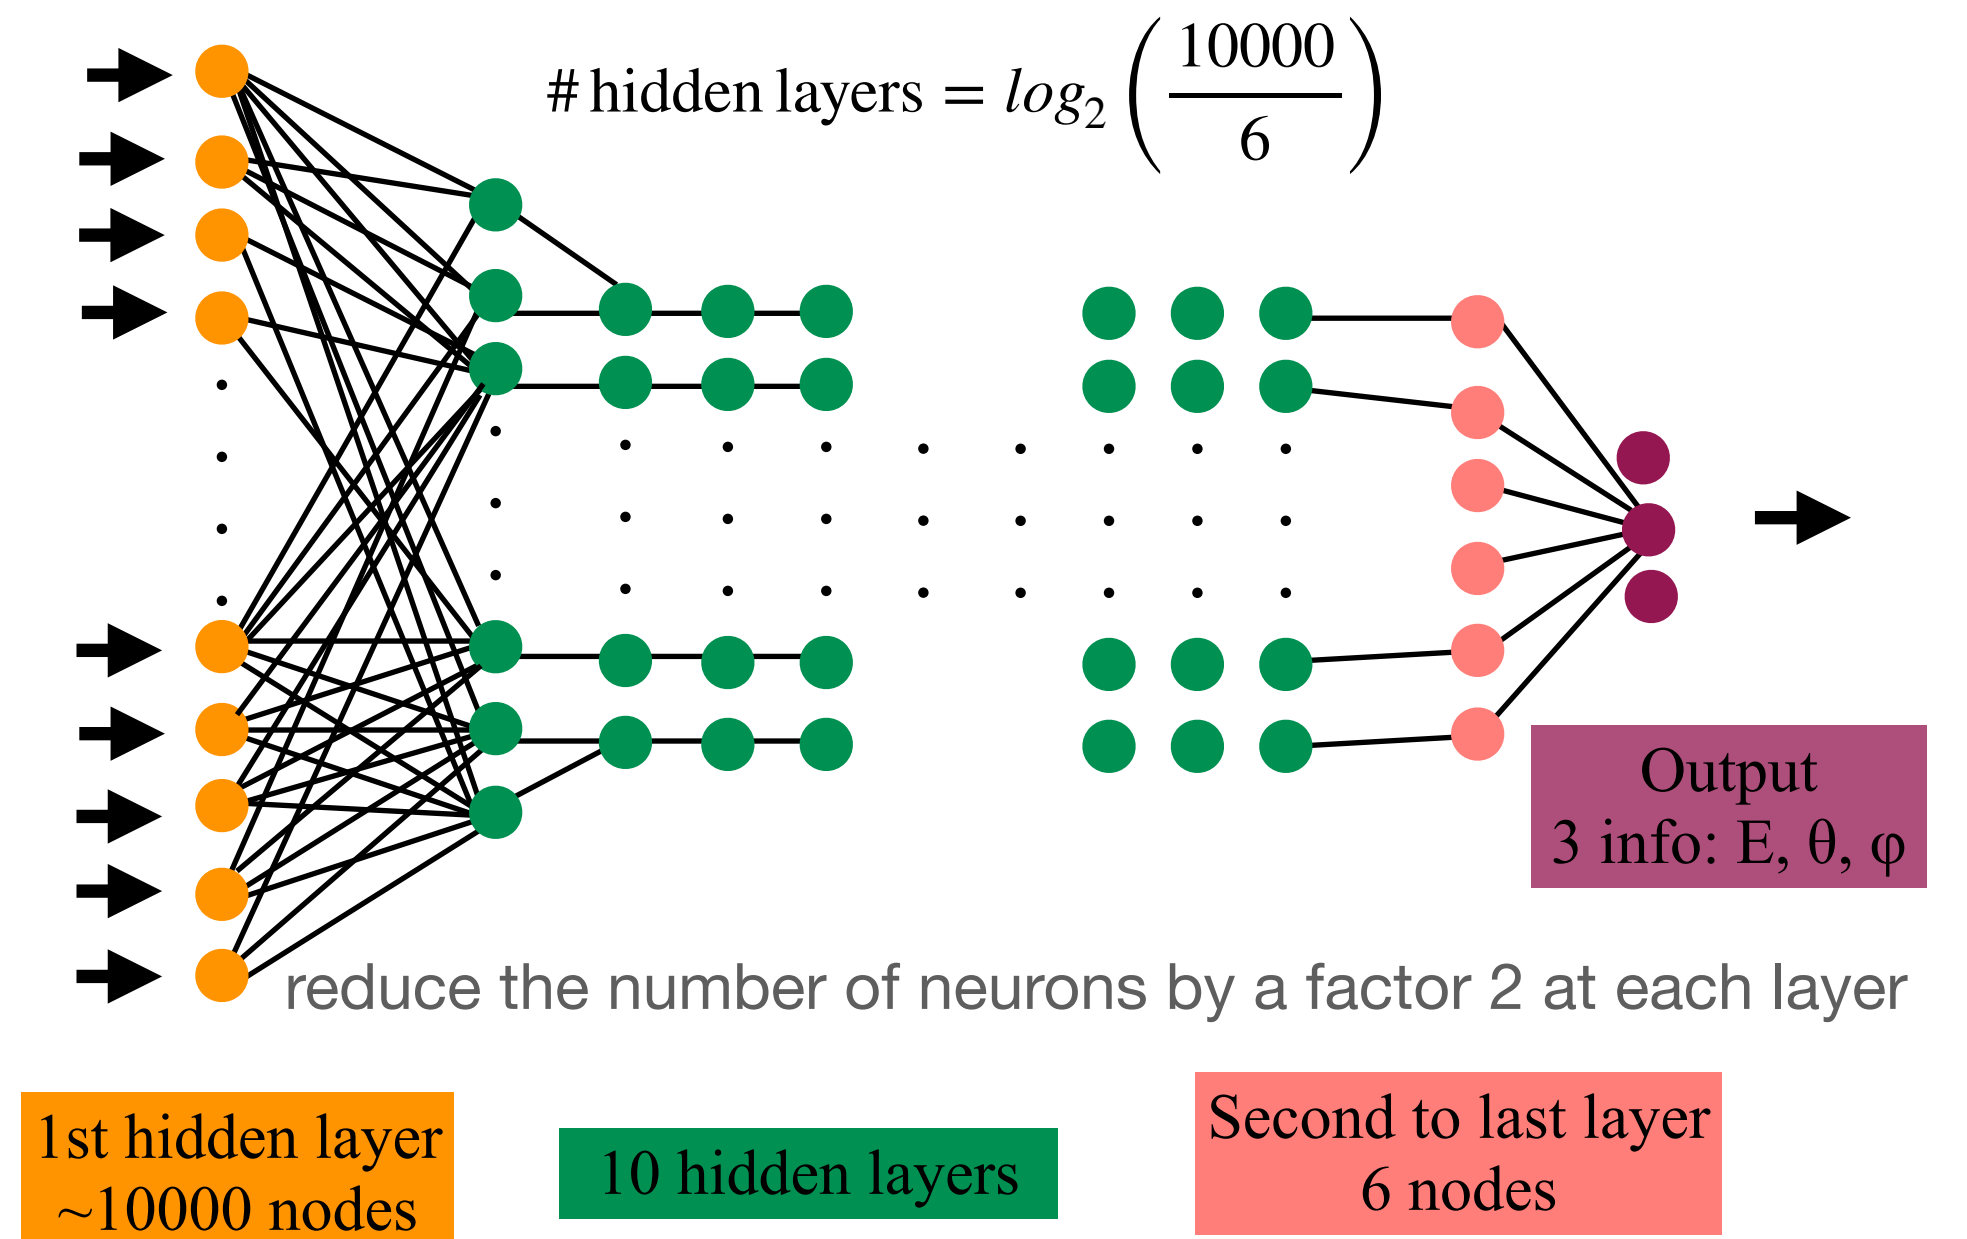 # hidden layers = log₂ (10000/6)
reduce the number of neurons by a factor 2 at each layer
Output
3 info: E, θ, φ
1st hidden layer
~10000 nodes
10 hidden layers
Second to last layer
6 nodes